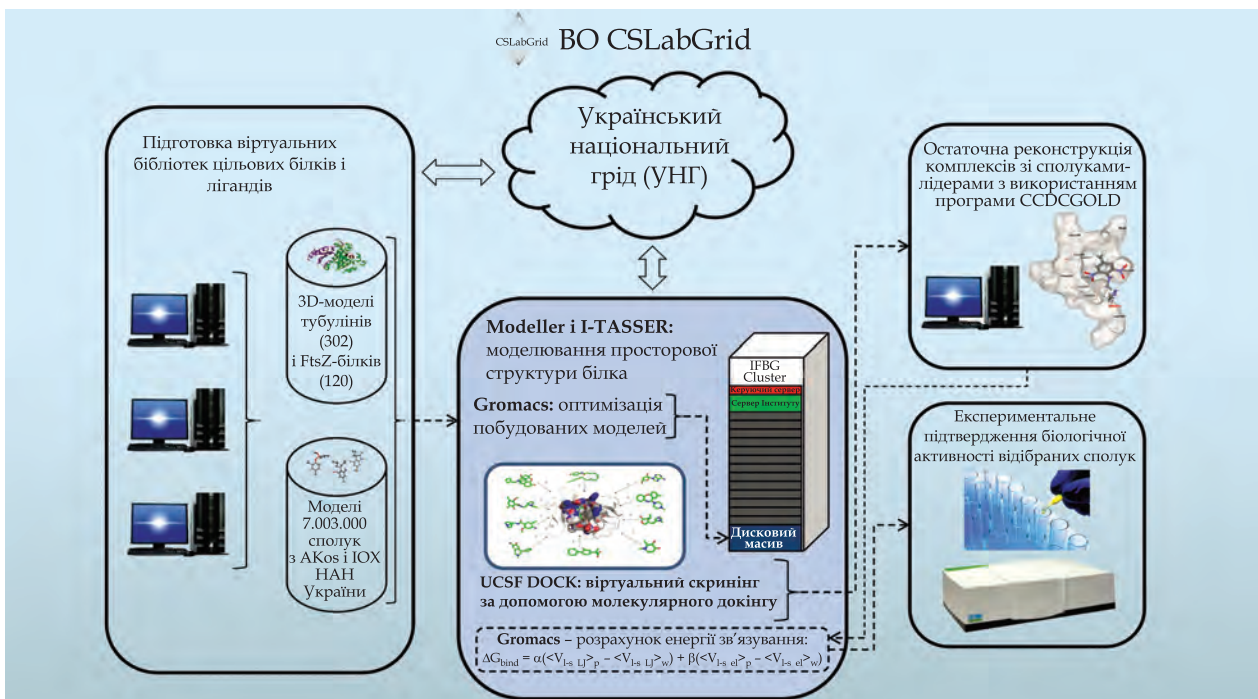 CSLabGrid
ВО CSLabGrid
Український
національний
грід (УНГ)
Підготовка віртуальних
бібліотек цільових білків і
лігандів
3D-моделі
тубулінів
(302)
і FtsZ-білків
(120)
Моделі
7.003.000
сполук
з AKos і ІОХ
НАН
України
Modeller і I-TASSER:
моделювання просторової
структури білка
Gromacs: оптимізація
побудованих моделей
IFBG
Cluster
Керуючий сервер
Сервер Інституту
Дисковий
масив
UCSF DOCK: віртуальний скринінг
за допомогою молекулярного докінгу
Gromacs – розрахунок енергії зв’язування:
ΔG_bind = α(<V_l-s LJ>_p – <V_l-s LJ>_w) + β(<V_l-s el>_p – <V_l-s el>_w)
Остаточна реконструкція
комплексів зі сполуками-
лідерами з використанням
програми CCDCGOLD
Експериментальне
підтвердження біологічної
активності відібраних сполук